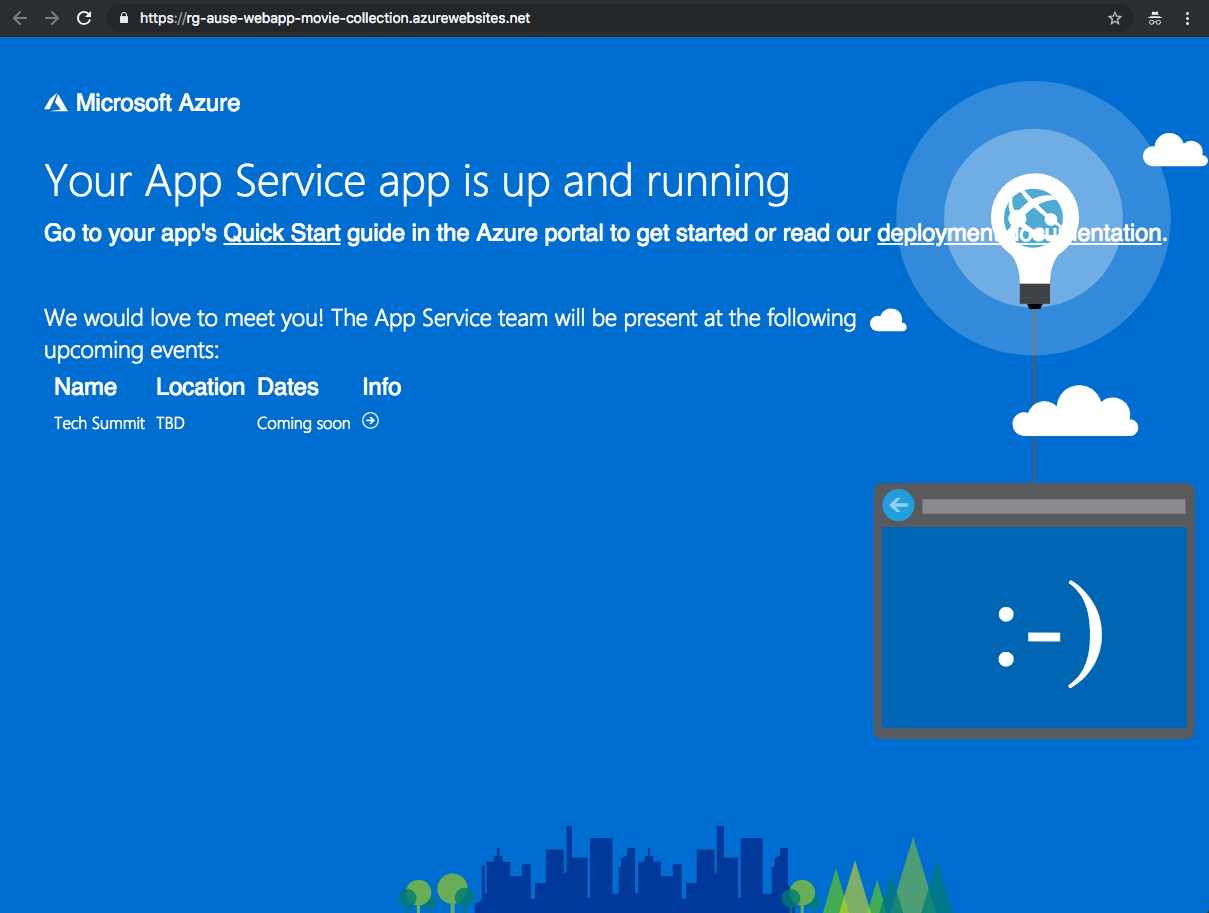 https://rg-ause-webapp-movie-collection.azurewebsites.net
Microsoft Azure
Your App Service app is up and running
Go to your app's Quick Start guide in the Azure portal to get started or read our deployment documentation.
We would love to meet you! The App Service team will be present at the following
upcoming events:
Name Location Dates Info
Tech Summit TBD Coming soon
:-)